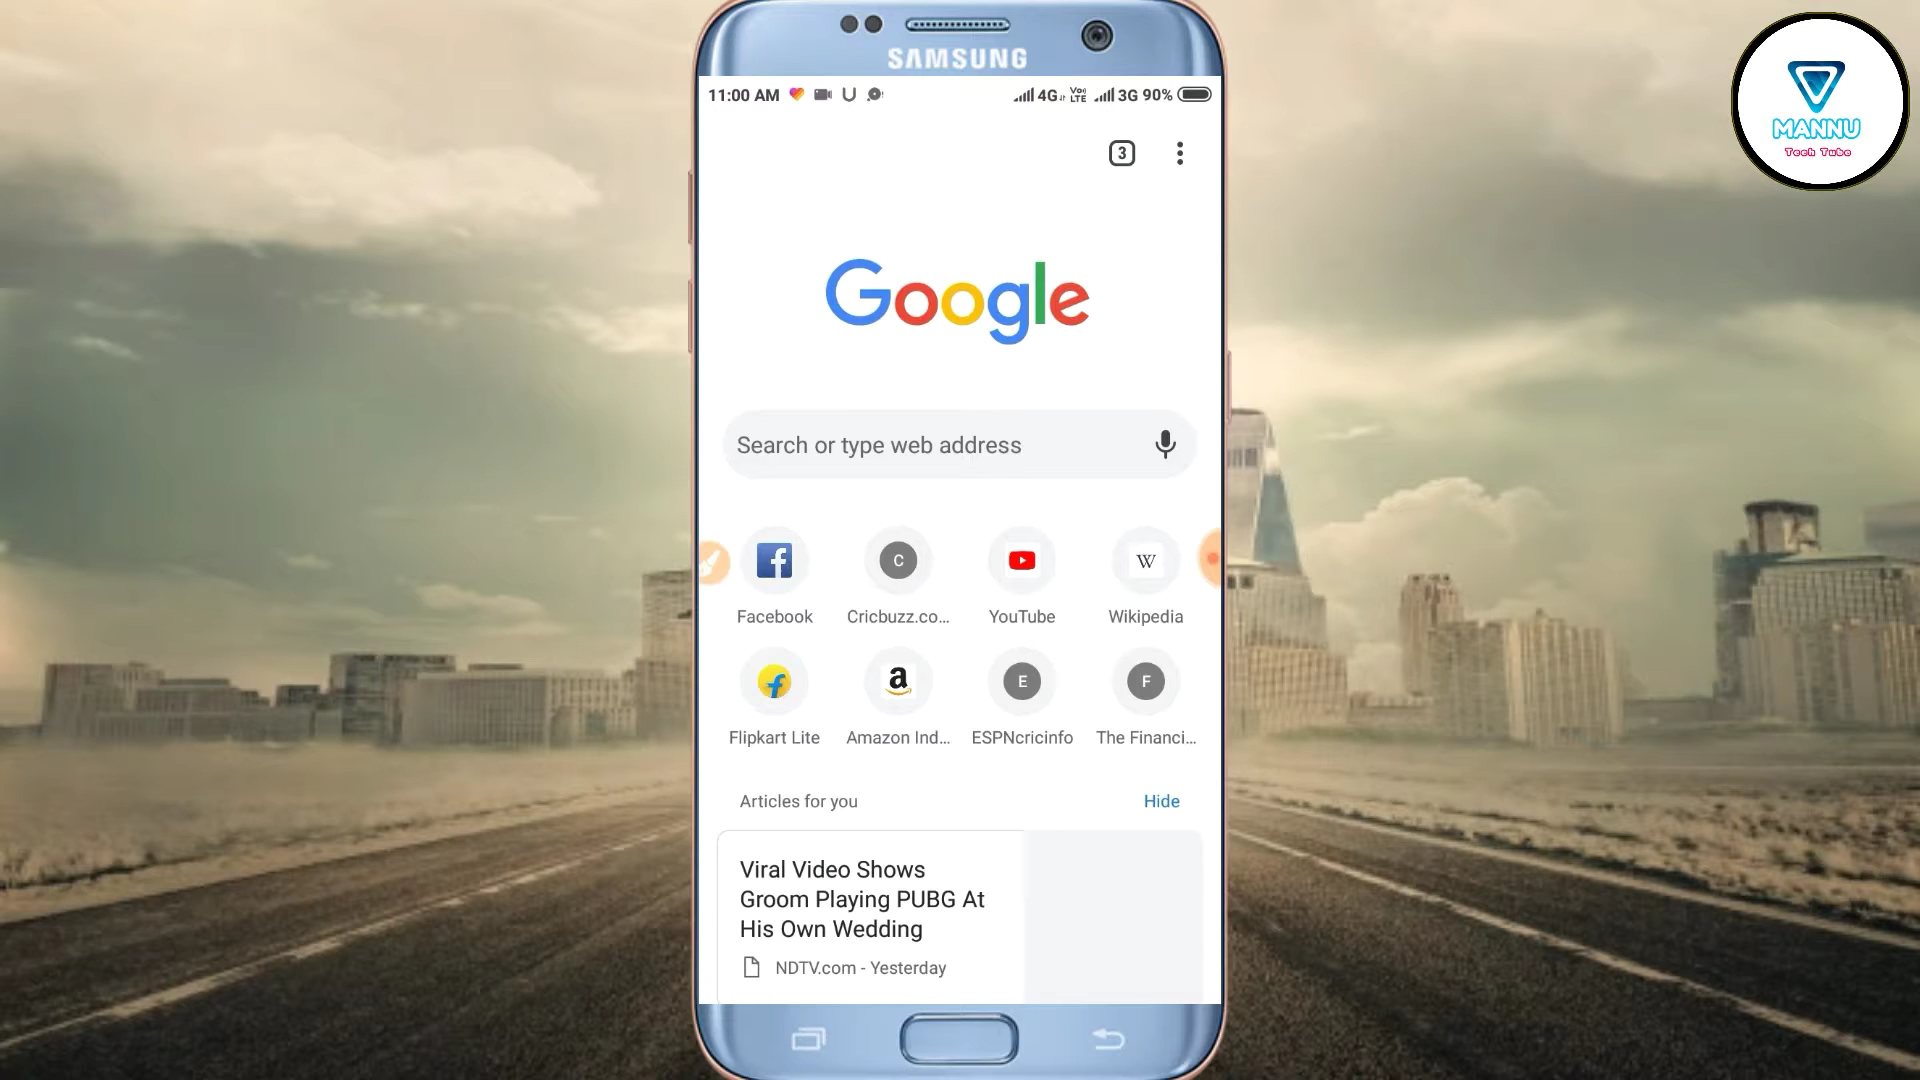 SAMSUNG
11:00 AM
4G
Vo)
LTE
3G 90%
3
MANNU
Tech Tube
Google
Search or type web address
C
W
Facebook
Cricbuzz.co...
YouTube
Wikipedia
a
E
F
Flipkart Lite
Amazon Ind...
ESPNcricinfo
The Financi...
Articles for you
Hide
Viral Video Shows
Groom Playing PUBG At
His Own Wedding
NDTV.com - Yesterday